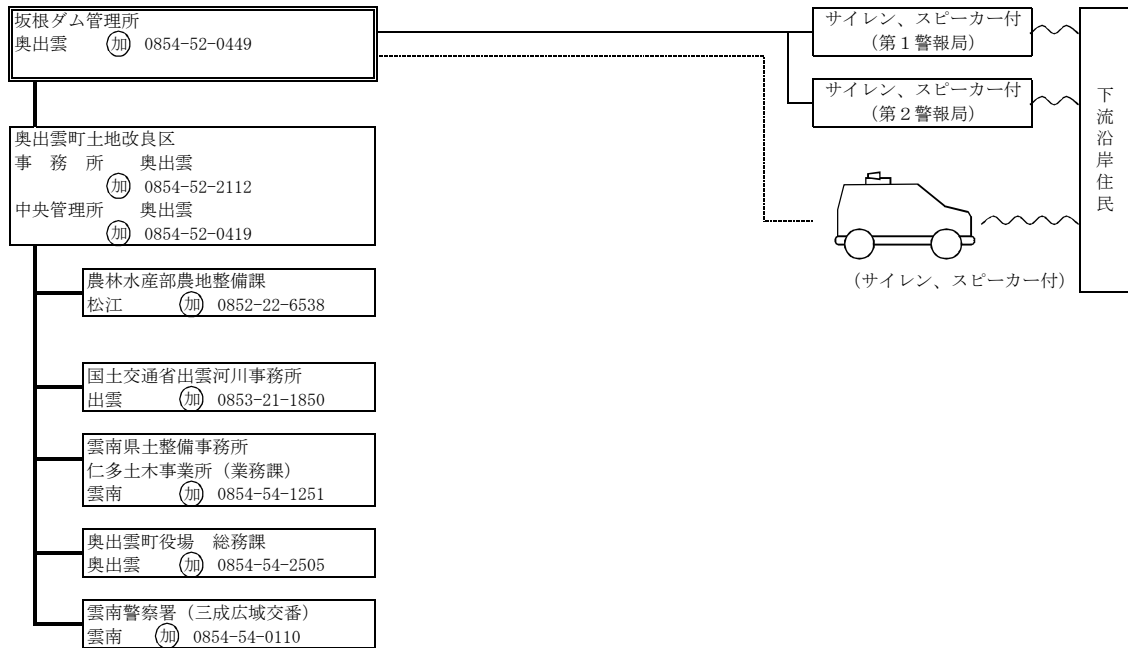 坂根ダム管理所
奥出雲　㋕加 0854-52-0449
奥出雲町土地改良区
事　務　所　　奥出雲
加 0854-52-2112
中央管理所　　奥出雲
加 0854-52-0419
農林水産部農地整備課
松江　加 0852-22-6538
国土交通省出雲河川事務所
出雲　加 0853-21-1850
雲南県土整備事務所
仁多土木事業所（業務課）
雲南　加 0854-54-1251
奥出雲町役場　総務課
奥出雲　加 0854-54-2505
雲南警察署（三成広域交番）
雲南　加 0854-54-0110
サイレン、スピーカー付
（第１警報局）
サイレン、スピーカー付
（第２警報局）
（サイレン、スピーカー付）
下流沿岸住民